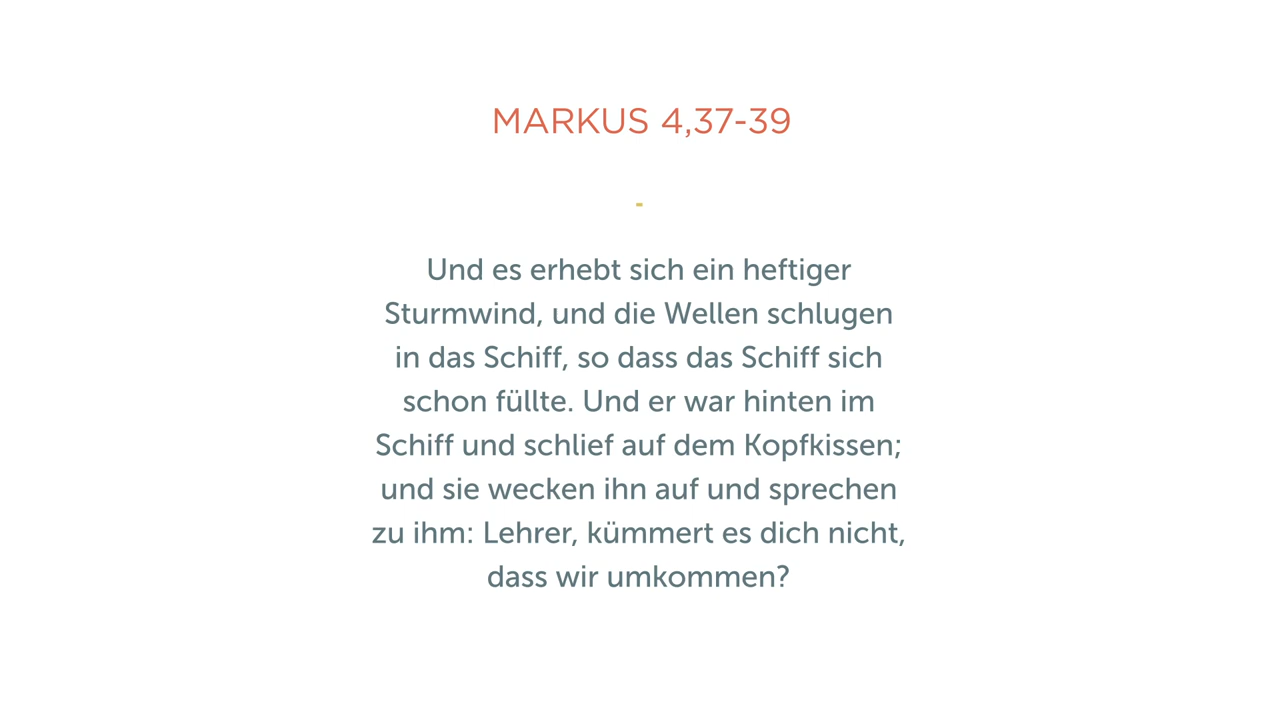 MARKUS 4,37-39
-
Und es erhebt sich ein heftiger
Sturmwind, und die Wellen schlugen
in das Schiff, so dass das Schiff sich
schon füllte. Und er war hinten im
Schiff und schlief auf dem Kopfkissen;
und sie wecken ihn auf und sprechen
zu ihm: Lehrer, kümmert es dich nicht,
dass wir umkommen?